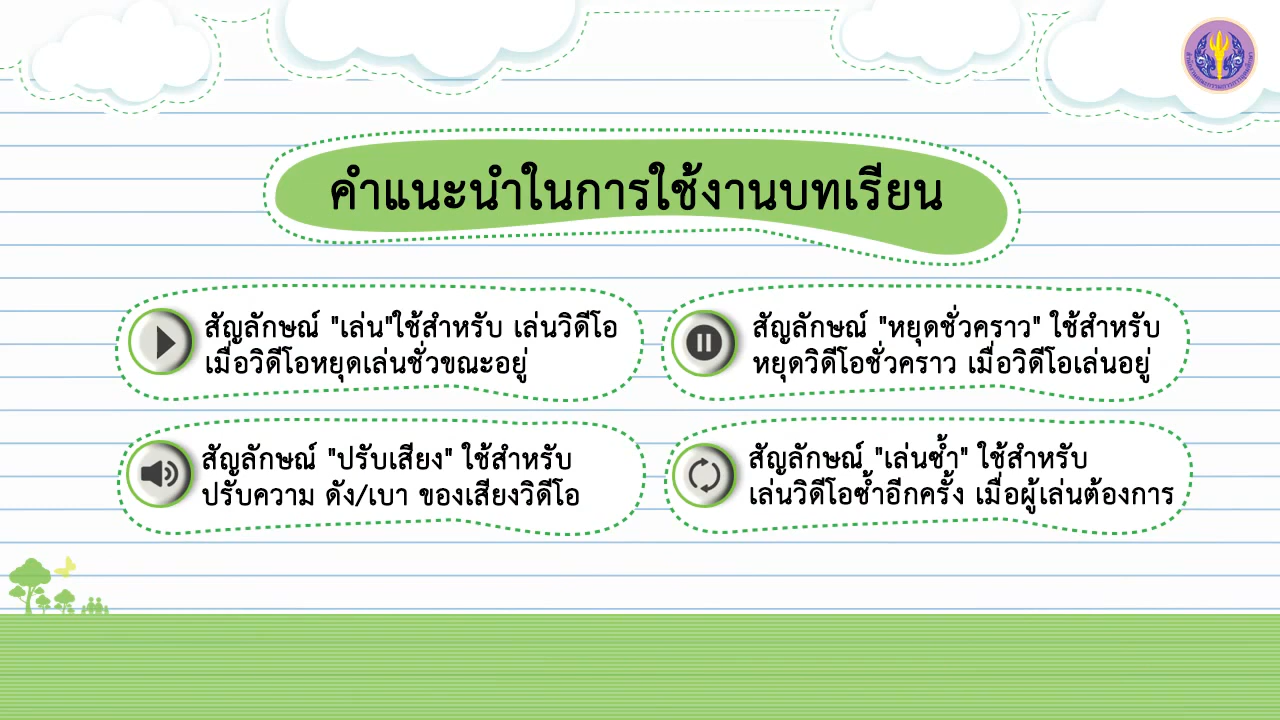 คำแนะนำในการใช้งานบทเรียน
สัญลักษณ์ "เล่น"ใช้สำหรับ เล่นวิดีโอ
เมื่อวิดีโอหยุดเล่นชั่วขณะอยู่
สัญลักษณ์ "หยุดชั่วคราว" ใช้สำหรับ
หยุดวิดีโอชั่วคราว เมื่อวิดีโอเล่นอยู่
สัญลักษณ์ "ปรับเสียง" ใช้สำหรับ
ปรับความ ดัง/เบา ของเสียงวิดีโอ
สัญลักษณ์ "เล่นซ้ำ" ใช้สำหรับ
เล่นวิดีโอซ้ำอีกครั้ง เมื่อผู้เล่นต้องการ